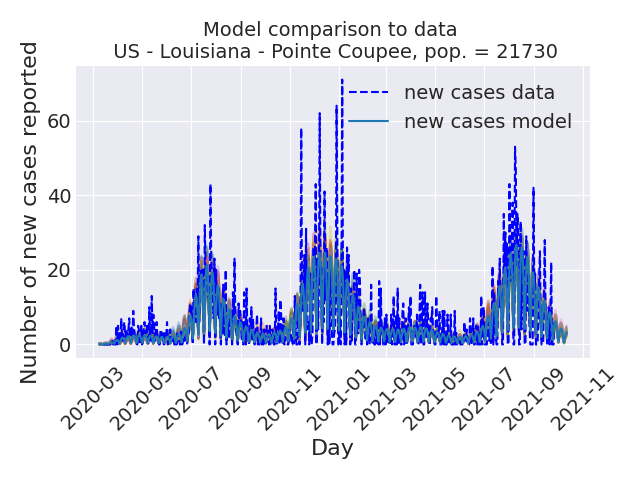 Model comparison to data
US - Louisiana - Pointe Coupee, pop. = 21730
Number of new cases reported
60
40
20
0
new cases data
new cases model
2020-03
2020-05
2020-07
2020-09
2020-11
2021-01
2021-03
2021-05
2021-07
2021-09
2021-11
Day